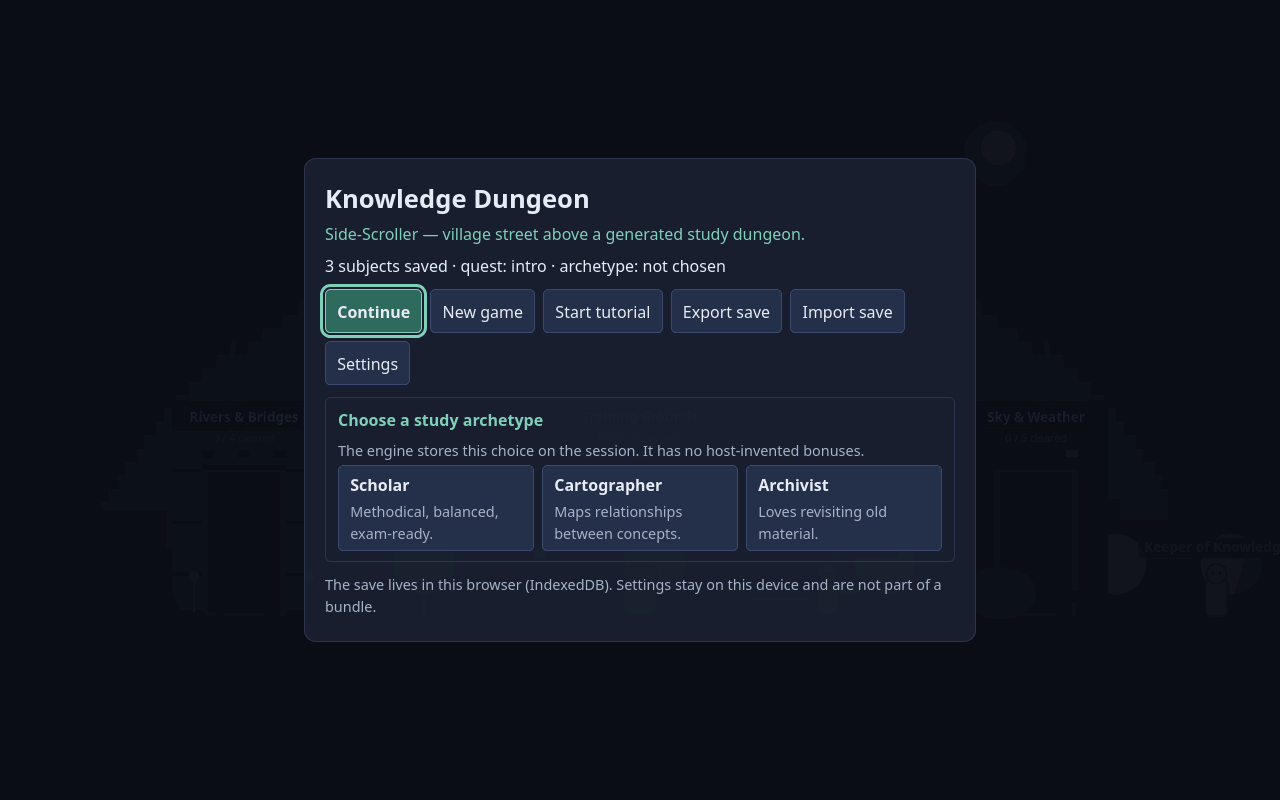 Knowledge Dungeon
Side-Scroller — village street above a generated study dungeon.
3 subjects saved · quest: intro · archetype: not chosen
Continue
New game
Start tutorial
Export save
Import save
Settings
Rivers & Bridges
Sky & Weather
0 / 5 cleared
Choose a study archetype
The engine stores this choice on the session. It has no host-invented bonuses.
Scholar
Methodical, balanced,
exam-ready.
Cartographer
Maps relationships
between concepts.
Archivist
Loves revisiting old
material.
Keeper of Knowled
The save lives in this browser (IndexedDB). Settings stay on this device and are not part of a
bundle.